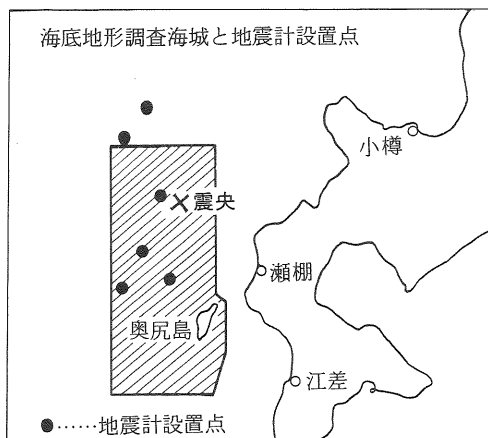 海底地形調査海城と地震計設置点
小樽
震央
瀬棚
奥尻島
江差
●……地震計設置点